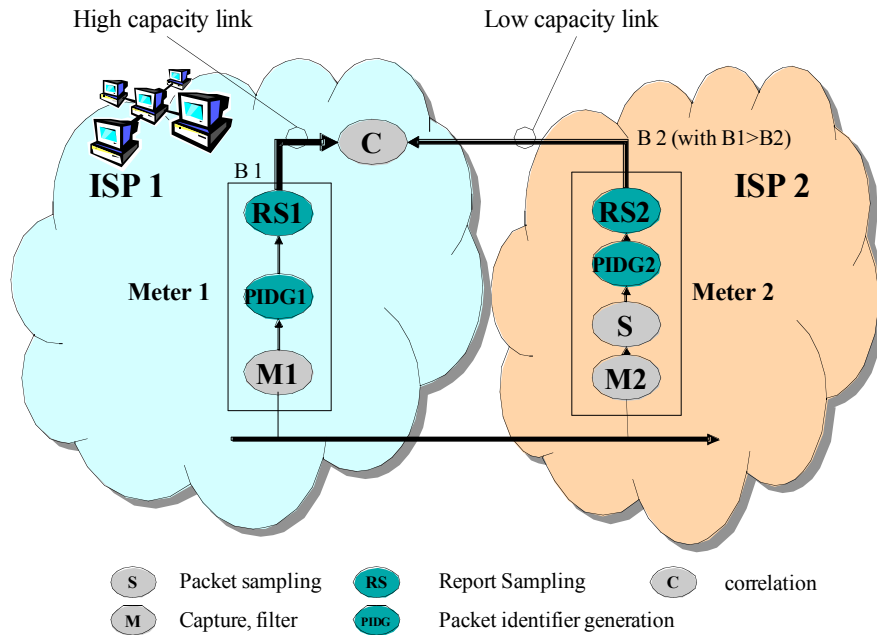 High capacity link
Low capacity link
C
B 1
B 2 (with B1>B2)
ISP 1
ISP 2
RS1
RS2
PIDG2
Meter 1
PIDG1
Meter 2
S
M1
M2
S Packet sampling
RS Report Sampling
C correlation
M Capture, filter
PIDG Packet identifier generation